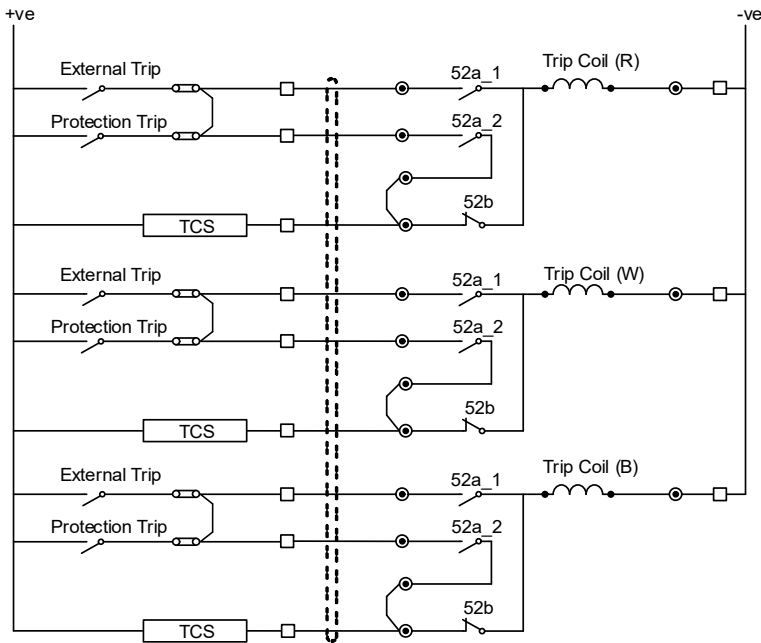 +ve
-ve
External Trip
52a_1
Trip Coil (R)
Protection Trip
52a_2
52b
TCS
External Trip
52a_1
Trip Coil (W)
Protection Trip
52a_2
52b
TCS
External Trip
52a_1
Trip Coil (B)
Protection Trip
52a_2
52b
TCS